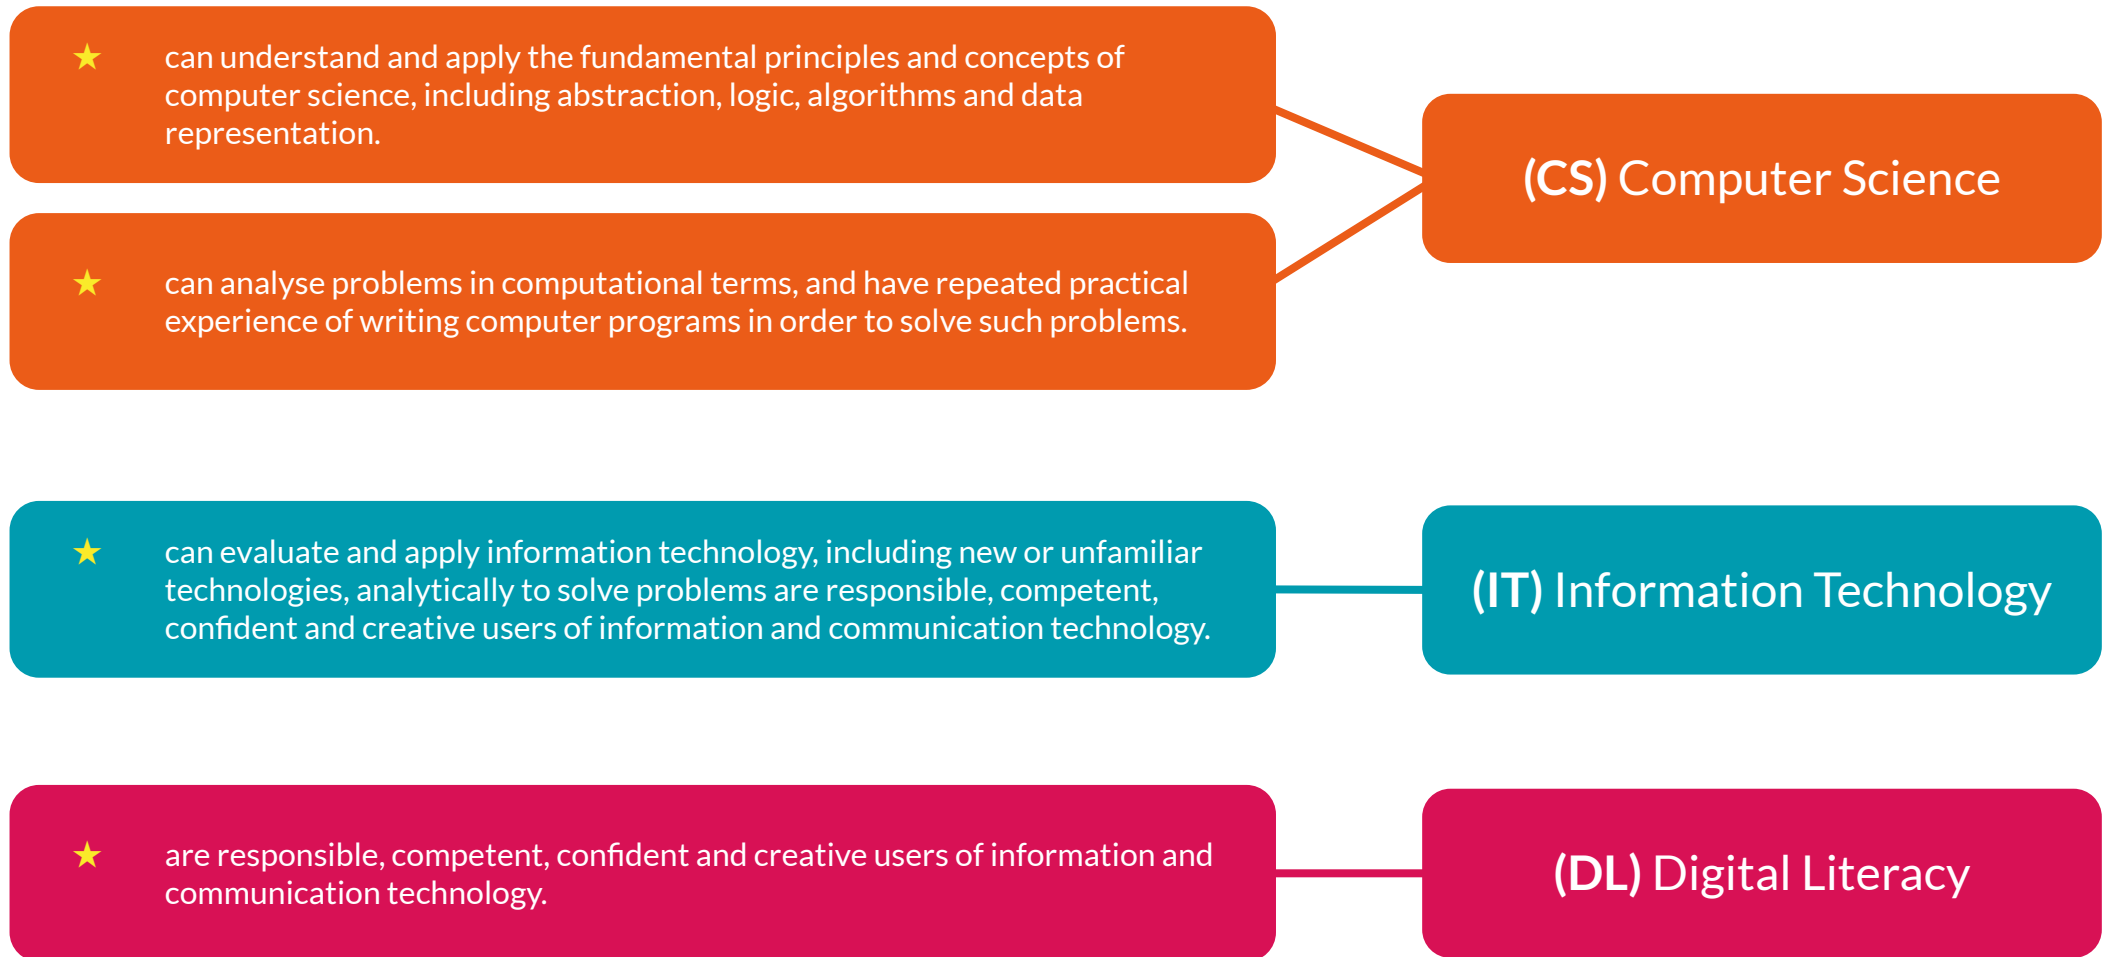 ★ can understand and apply the fundamental principles and concepts of
computer science, including abstraction, logic, algorithms and data
representation.
(CS) Computer Science
★ can analyse problems in computational terms, and have repeated practical
experience of writing computer programs in order to solve such problems.
★ can evaluate and apply information technology, including new or unfamiliar
technologies, analytically to solve problems are responsible, competent,
confident and creative users of information and communication technology.
(IT) Information Technology
★ are responsible, competent, confident and creative users of information and
communication technology.
(DL) Digital Literacy